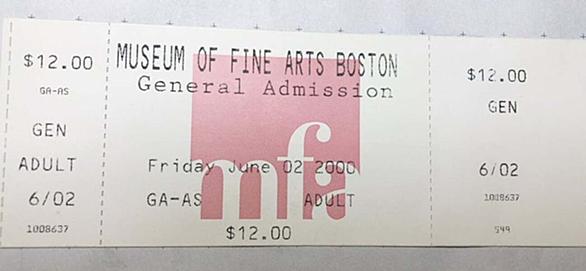 $12.00
GA-AS
GEN
ADULT
6/02
1008637
MUSEUM OF FINE ARTS BOSTON
General Admission
mfa
Friday June 02 2000
GA-AS ADULT
$12.00
$12.00
GEN
6/02
1008637
549